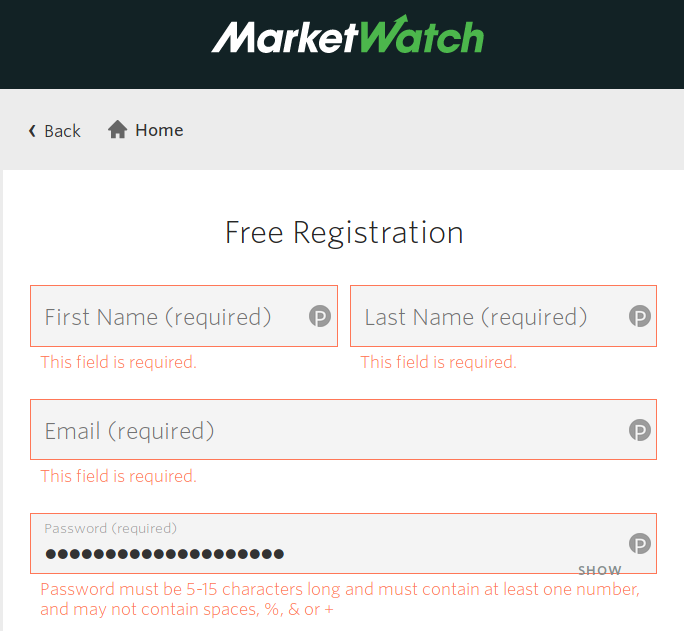 MarketWatch
‹ Back Home
Free Registration
First Name (required) P Last Name (required) P
This field is required. This field is required.
Email (required) P
This field is required.
Password (required)
●●●●●●●●●●●●●●●●●●●● P
SHOW
Password must be 5-15 characters long and must contain at least one number,
and may not contain spaces, %, & or +